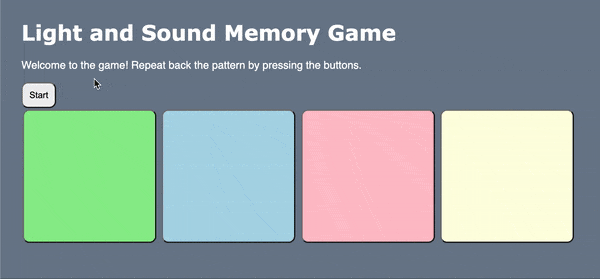 Light and Sound Memory Game
Welcome to the game! Repeat back the pattern by pressing the buttons.
Start